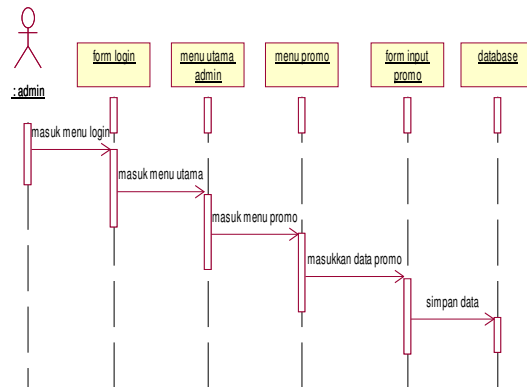 form login
menu utama
admin
menu promo
form input
promo
database
: admin
masuk menu login
masuk menu utama
masuk menu promo
masukkan data promo
simpan data